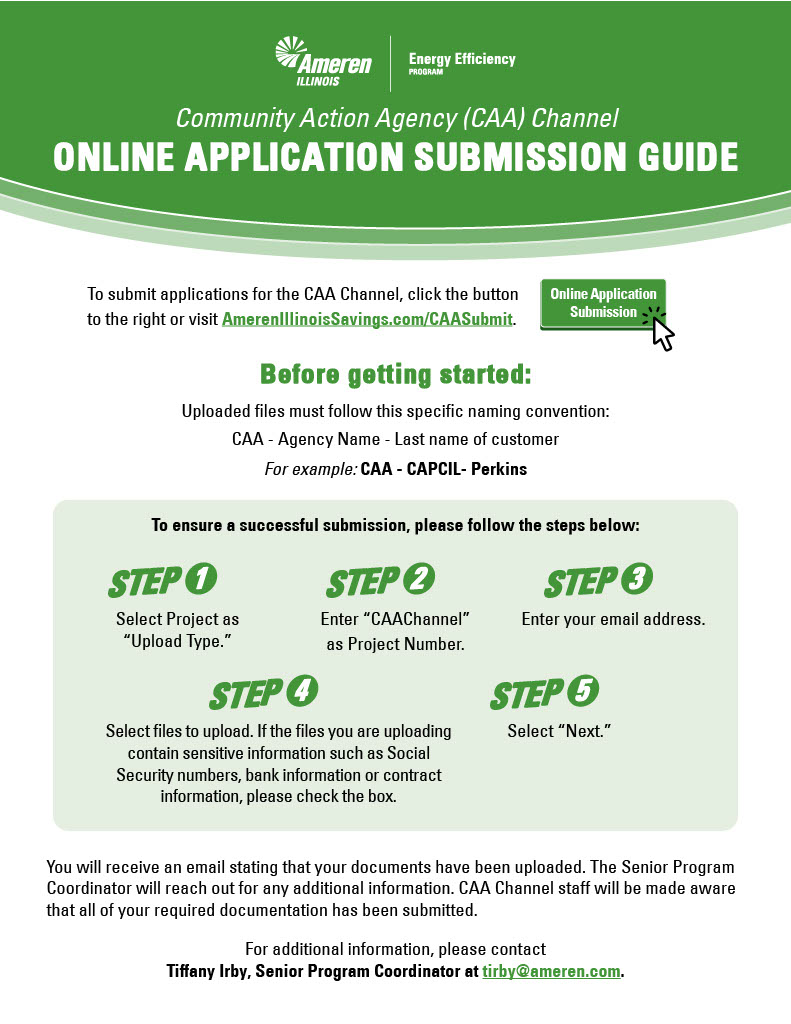 Ameren
ILLINOIS
Energy Efficiency
PROGRAM
Community Action Agency (CAA) Channel
ONLINE APPLICATION SUBMISSION GUIDE
To submit applications for the CAA Channel, click the button
to the right or visit AmerenIllinoisSavings.com/CAASubmit.
Online Application
Submission
Before getting started:
Uploaded files must follow this specific naming convention:
CAA - Agency Name - Last name of customer
For example: CAA - CAPCIL- Perkins
To ensure a successful submission, please follow the steps below:
STEP 1
Select Project as
“Upload Type.”
STEP 2
Enter “CAAChannel”
as Project Number.
STEP 3
Enter your email address.
STEP 4
Select files to upload. If the files you are uploading
contain sensitive information such as Social
Security numbers, bank information or contract
information, please check the box.
STEP 5
Select “Next.”
You will receive an email stating that your documents have been uploaded. The Senior Program
Coordinator will reach out for any additional information. CAA Channel staff will be made aware
that all of your required documentation has been submitted.
For additional information, please contact
Tiffany Irby, Senior Program Coordinator at tirby@ameren.com.